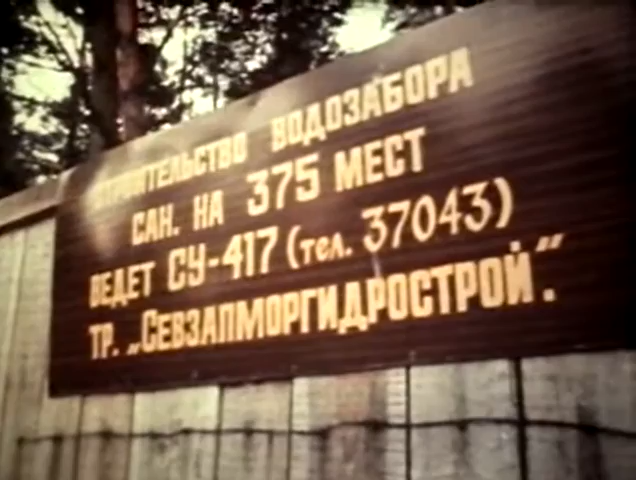 СТРОИТЕЛЬСТВО ВОДОЗАБОРА
САН. НА 375 МЕСТ
ВЕДЕТ СУ-417 (тел. 37043)
ТР. „СЕВЗАПМОРГИДРОСТРОЙ".